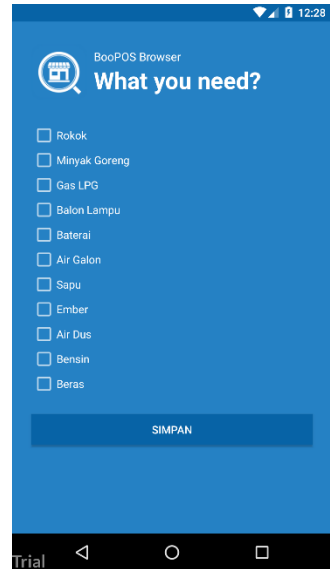 12:28
BooPOS Browser
What you need?
Rokok
Minyak Goreng
Gas LPG
Balon Lampu
Baterai
Air Galon
Sapu
Ember
Air Dus
Bensin
Beras
SIMPAN
Trial